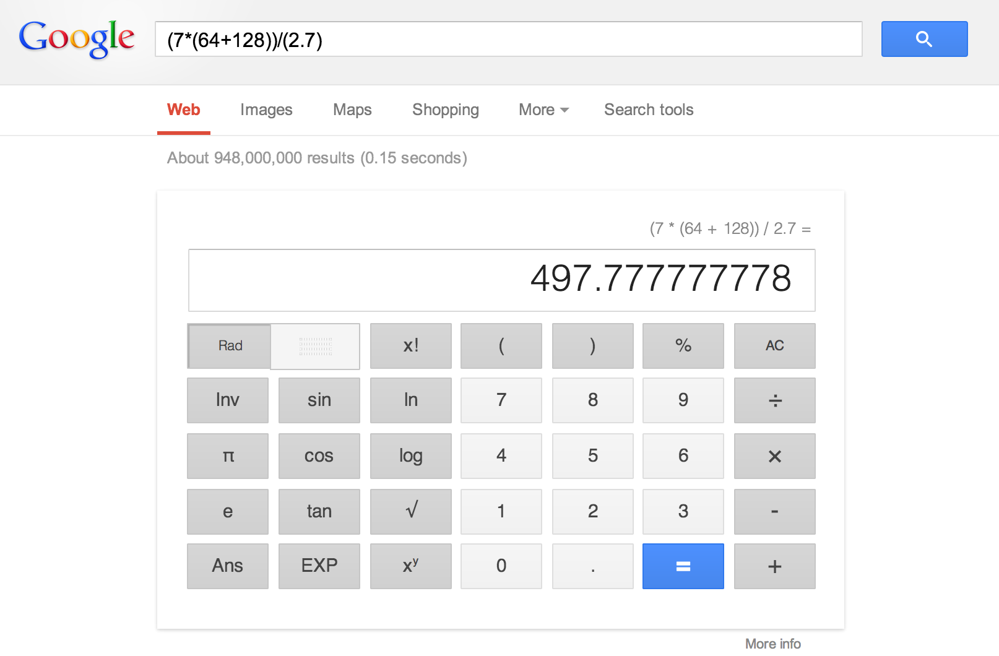 Google (7*(64+128))/(2.7)
Web Images Maps Shopping More Search tools
About 948,000,000 results (0.15 seconds)
(7 * (64 + 128)) / 2.7 =
497.777777778
Rad x! ( ) % AC
Inv sin ln 7 8 9 ÷
π cos log 4 5 6 ×
e tan √ 1 2 3 -
Ans EXP xʸ 0 . = +
More info